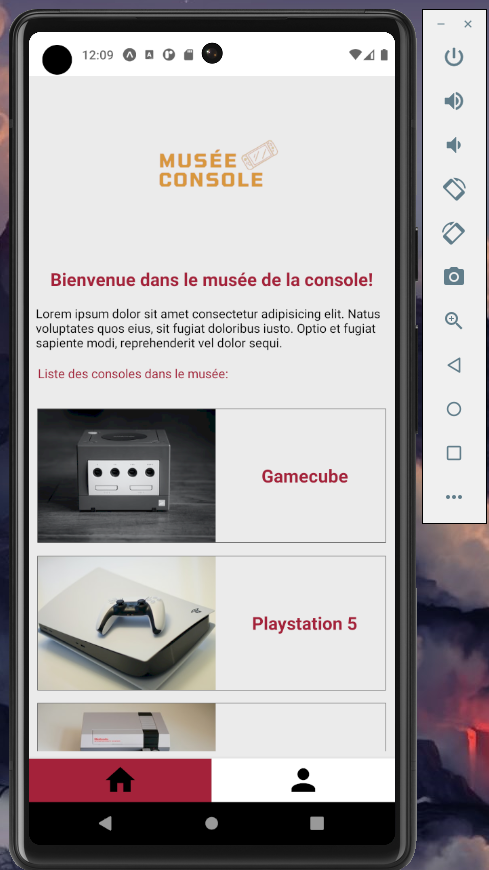 12:09
MUSÉE
CONSOLE
Bienvenue dans le musée de la console!
Lorem ipsum dolor sit amet consectetur adipisicing elit. Natus
voluptates quos eius, sit fugiat doloribus iusto. Optio et fugiat
sapiente modi, reprehenderit vel dolor sequi.
Liste des consoles dans le musée:
Gamecube
Playstation 5